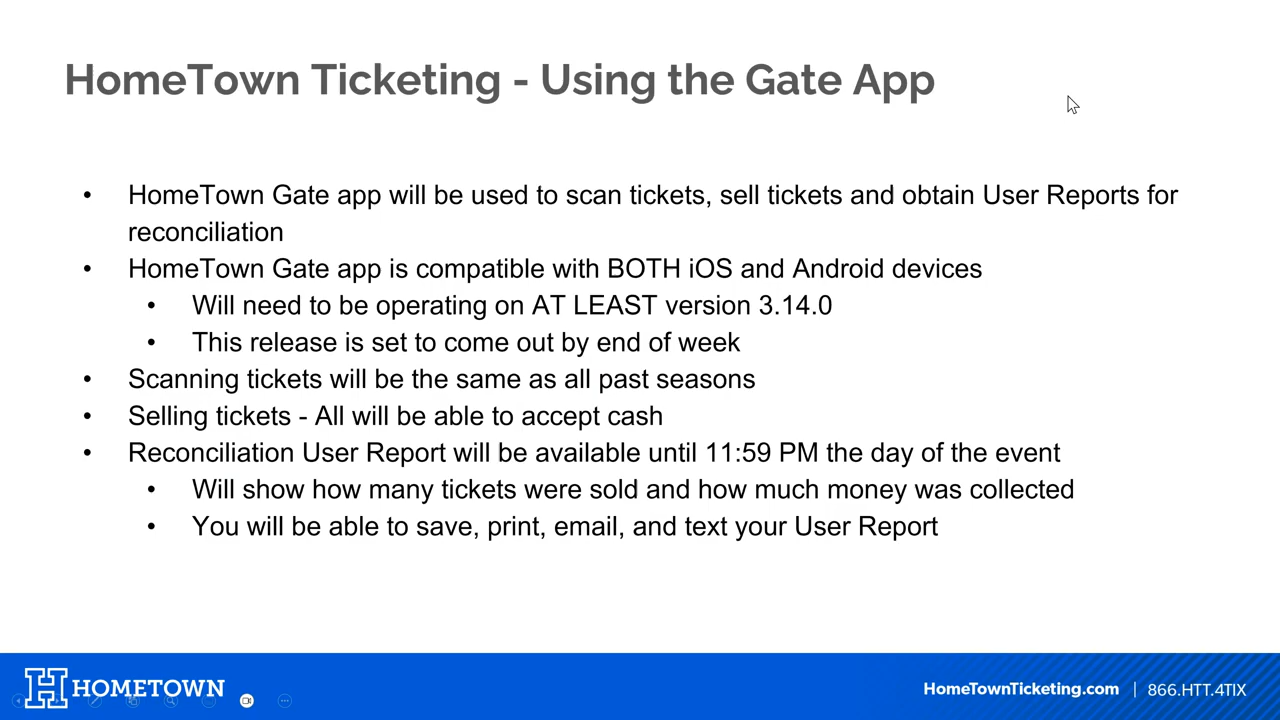 HomeTown Ticketing - Using the Gate App
• HomeTown Gate app will be used to scan tickets, sell tickets and obtain User Reports for
reconciliation
• HomeTown Gate app is compatible with BOTH iOS and Android devices
• Will need to be operating on AT LEAST version 3.14.0
• This release is set to come out by end of week
• Scanning tickets will be the same as all past seasons
• Selling tickets - All will be able to accept cash
• Reconciliation User Report will be available until 11:59 PM the day of the event
• Will show how many tickets were sold and how much money was collected
• You will be able to save, print, email, and text your User Report
H HOMETOWN
HomeTownTicketing.com | 866.HTT.4TIX